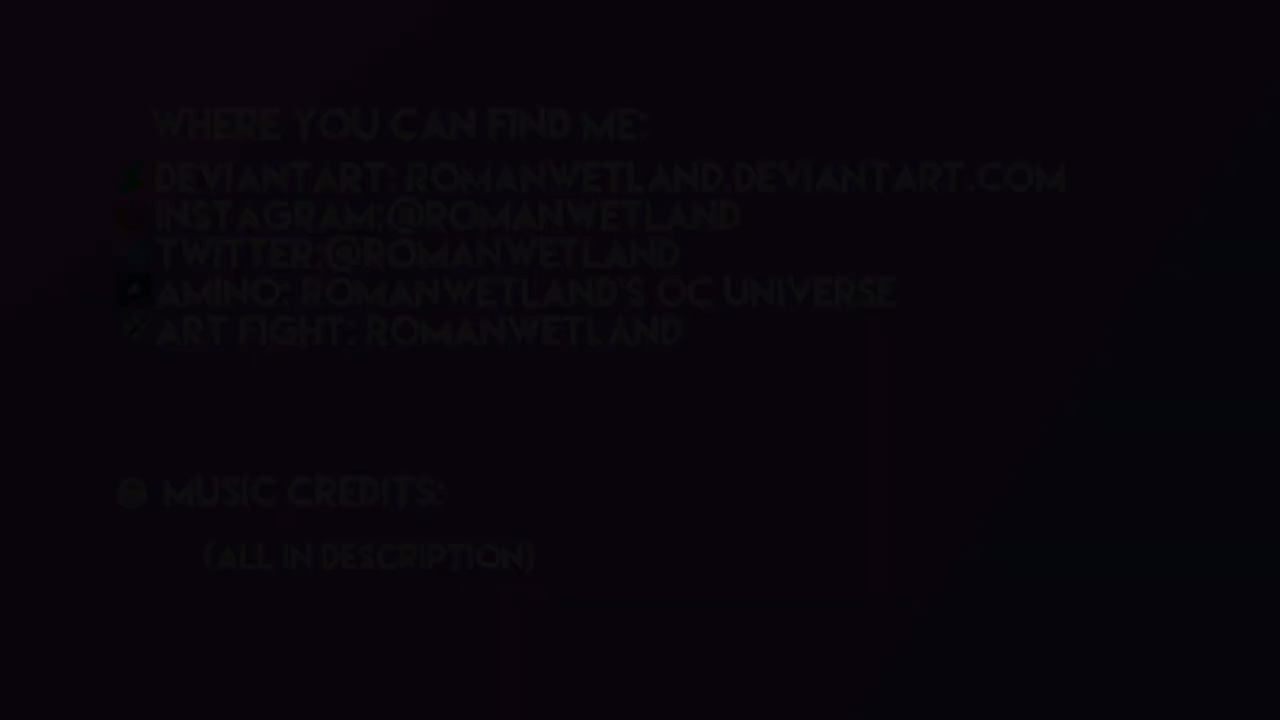 WHERE YOU CAN FIND ME:
DEVIANTART: ROMANWETLAND.DEVIANTART.COM
INSTAGRAM:@ROMANWETLAND
TWITTER:@ROMANWETLAND
AMINO: ROMANWETLAND'S OC UNIVERSE
ART FIGHT: ROMANWETLAND
MUSIC CREDITS:
(ALL IN DESCRIPTION)